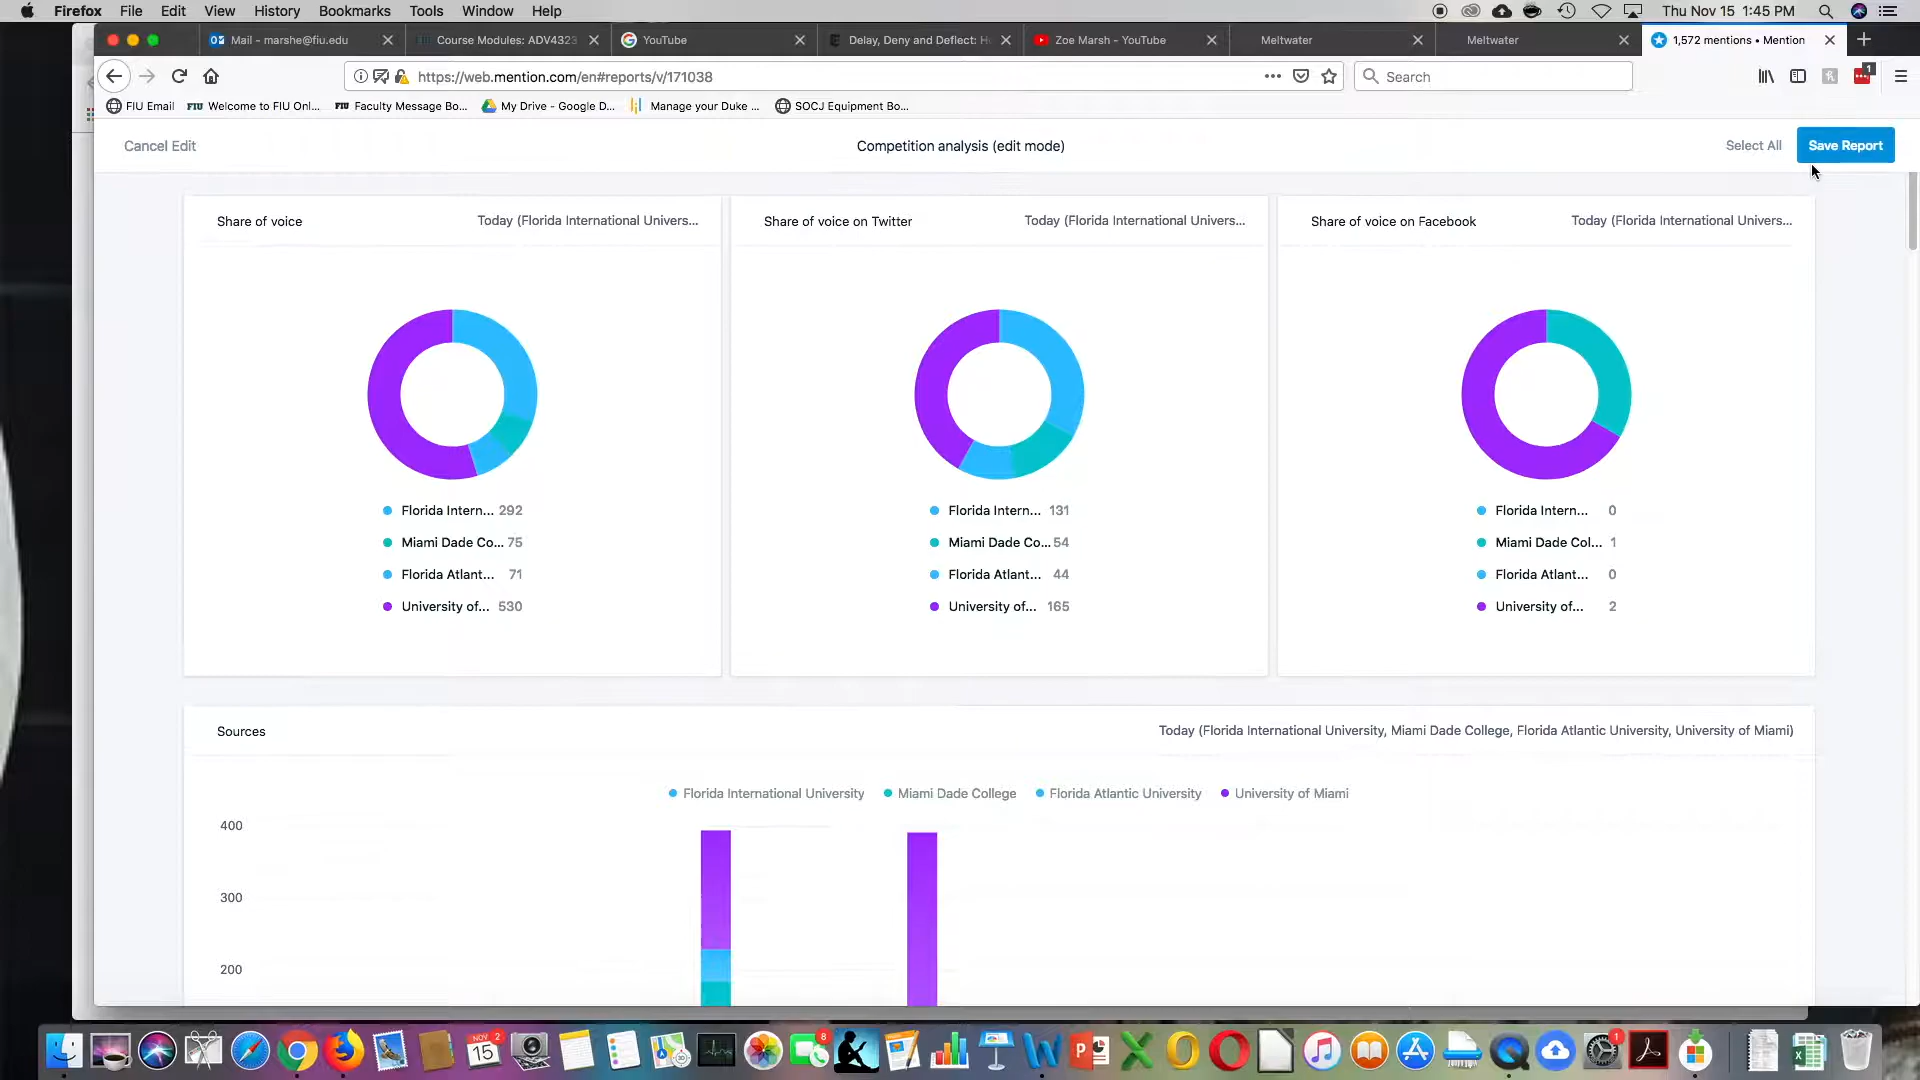 Firefox File Edit View History Bookmarks Tools Window Help Thu Nov 15 1:45 PM
Mail - marshe@fiu.edu Course Modules: ADV4323 YouTube Delay, Deny and Deflect: H Zoe Marsh - YouTube Meltwater Meltwater 1,572 mentions • Mention
https://web.mention.com/en#reports/v/171038 Search 1
FIU Email FIU Welcome to FIU Onl... FIU Faculty Message Bo... My Drive - Google D... Manage your Duke ... SOCJ Equipment Bo...
Cancel Edit Competition analysis (edit mode) Select All Save Report
Share of voice Today (Florida International Univers...
Florida Intern... 292
Miami Dade Co... 75
Florida Atlant... 71
University of... 530
Share of voice on Twitter Today (Florida International Univers...
Florida Intern... 131
Miami Dade Co... 54
Florida Atlant... 44
University of... 165
Share of voice on Facebook Today (Florida International Univers...
Florida Intern... 0
Miami Dade Col... 1
Florida Atlant... 0
University of... 2
Sources Today (Florida International University, Miami Dade College, Florida Atlantic University, University of Miami)
Florida International University Miami Dade College Florida Atlantic University University of Miami
400
300
200
NOV 2 15 8 1